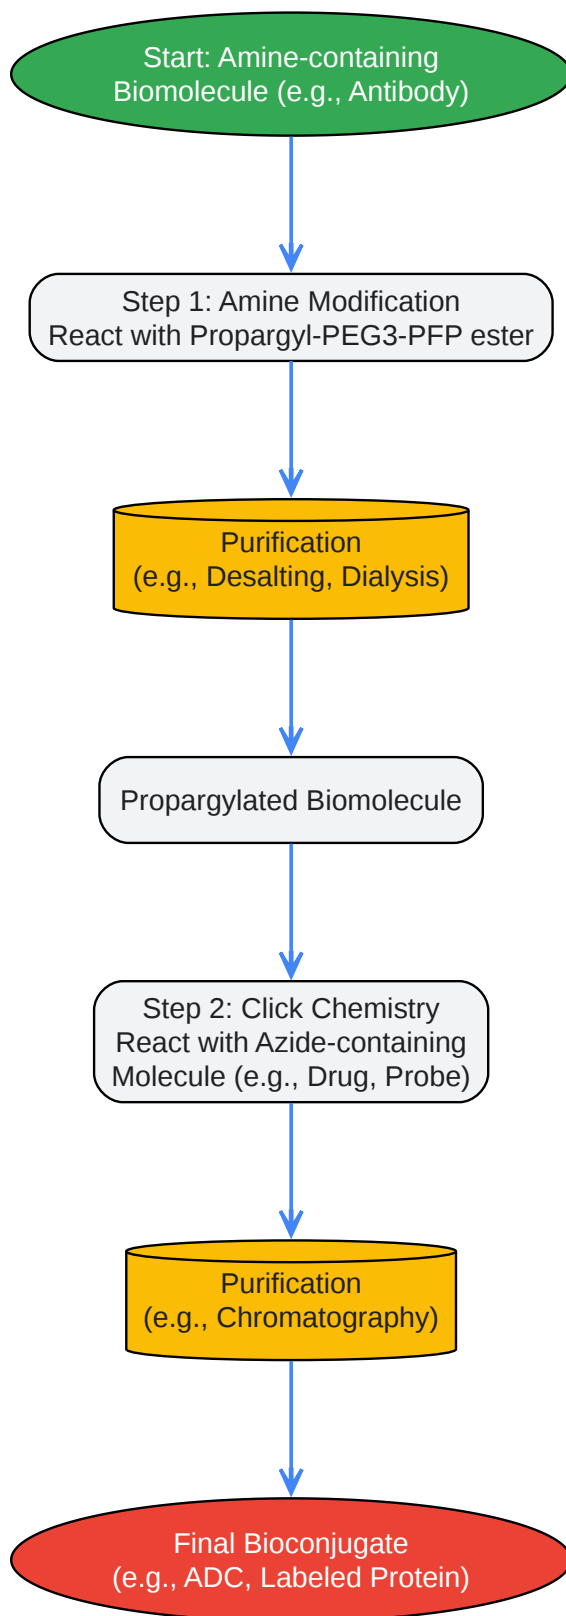 Start: Amine-containing
Biomolecule (e.g., Antibody)
Step 1: Amine Modification
React with Propargyl-PEG3-PFP ester
Purification
(e.g., Desalting, Dialysis)
Propargylated Biomolecule
Step 2: Click Chemistry
React with Azide-containing
Molecule (e.g., Drug, Probe)
Purification
(e.g., Chromatography)
Final Bioconjugate
(e.g., ADC, Labeled Protein)